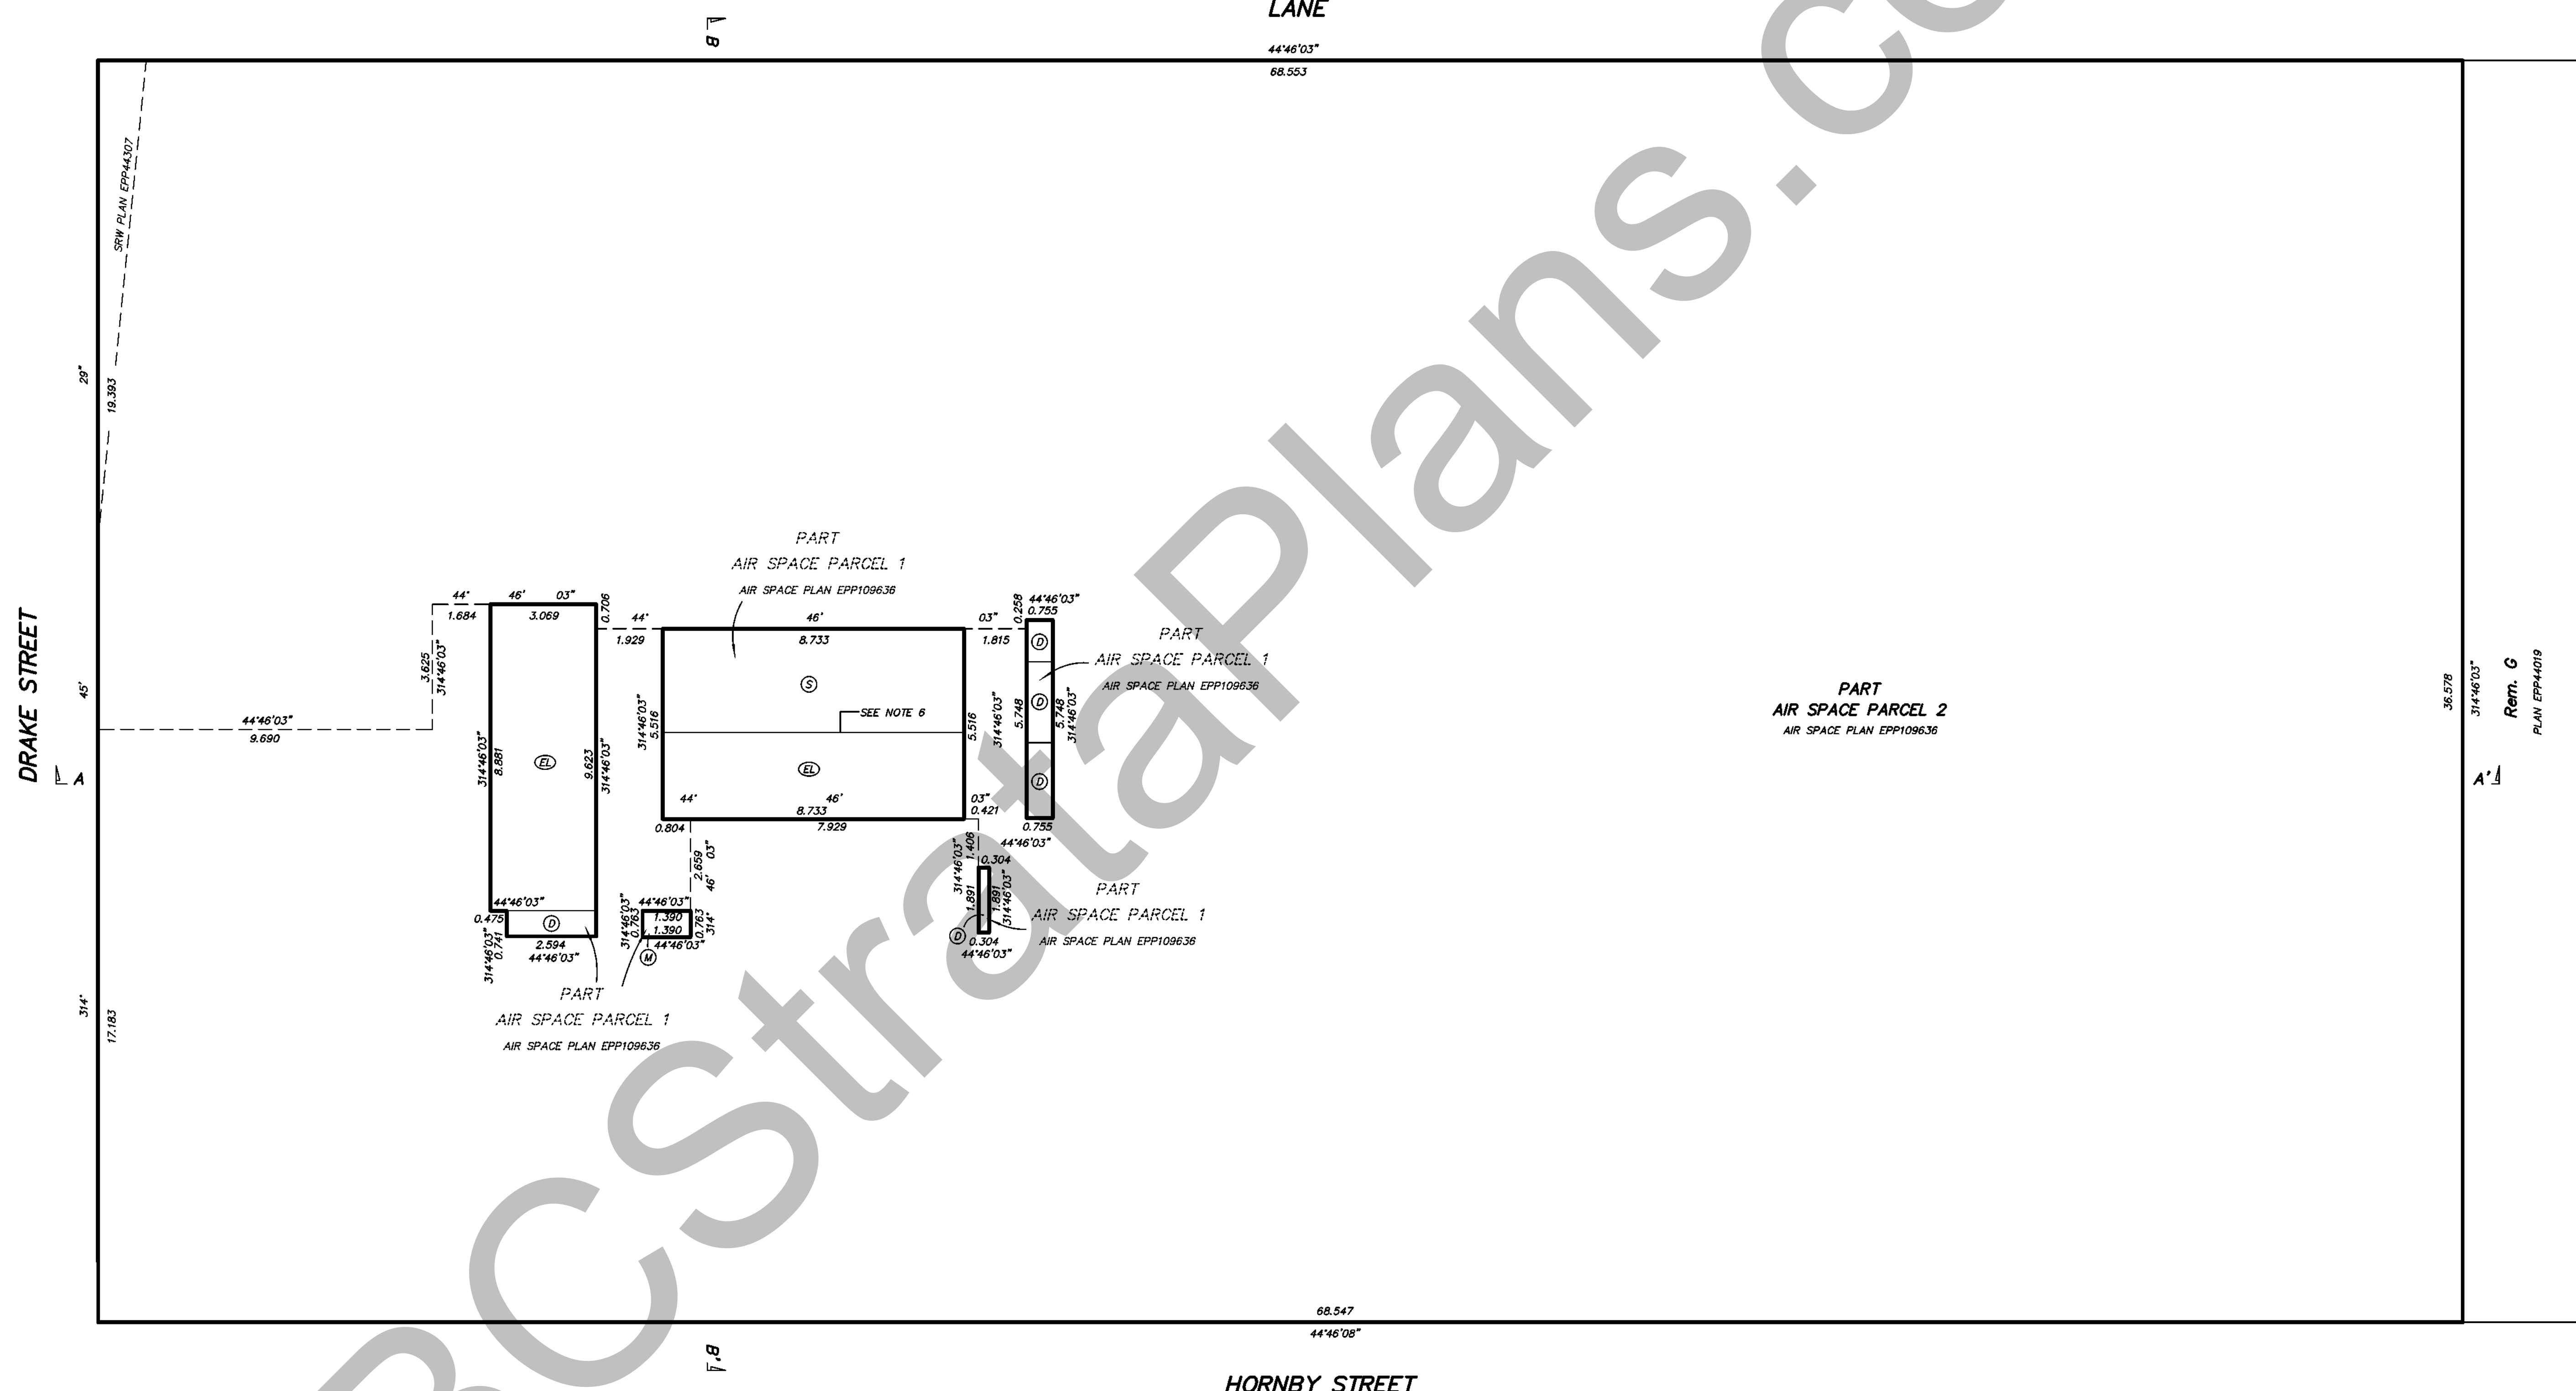 LANE
B
44°46'03"
68.553
SRW PLAN EPP44307
29"
19.393
45'
314°
17.183
DRAKE STREET
A
44°46'03"
9.690
3.625
314°46'03"
44° 46' 03"
1.684
3.069
0.706
314°46'03"
8.881
EL
9.623
314°46'03"
44°46'03"
0.475
D
314°46'03"
0.741
2.594
44°46'03"
PART
AIR SPACE PARCEL 1
AIR SPACE PLAN EPP109636
PART
AIR SPACE PARCEL 1
AIR SPACE PLAN EPP109636
44° 46' 03"
1.929
8.733
1.815
S
SEE NOTE 6
314°46'03"
5.516
5.516
EL
44° 46' 03"
8.733
0.421
0.804
7.929
2.659
314° 46' 03"
44°46'03"
1.390
1.390
314°46'03"
0.763
0.763
44°46'03"
M
0.258
44°46'03"
0.755
D
D
D
314°46'03"
5.748
5.748
314°46'03"
0.755
44°46'03"
PART
AIR SPACE PARCEL 1
AIR SPACE PLAN EPP109636
314°46'03"
1.406
0.304
1.891
1.891
314°46'03"
D
0.304
44°46'03"
PART
AIR SPACE PARCEL 1
AIR SPACE PLAN EPP109636
PART
AIR SPACE PARCEL 2
AIR SPACE PLAN EPP109636
36.578
314°46'03"
Rem. G
PLAN EPP44019
A'
68.547
44°46'08"
B'
HORNBY STREET
BCStrataPlans.co